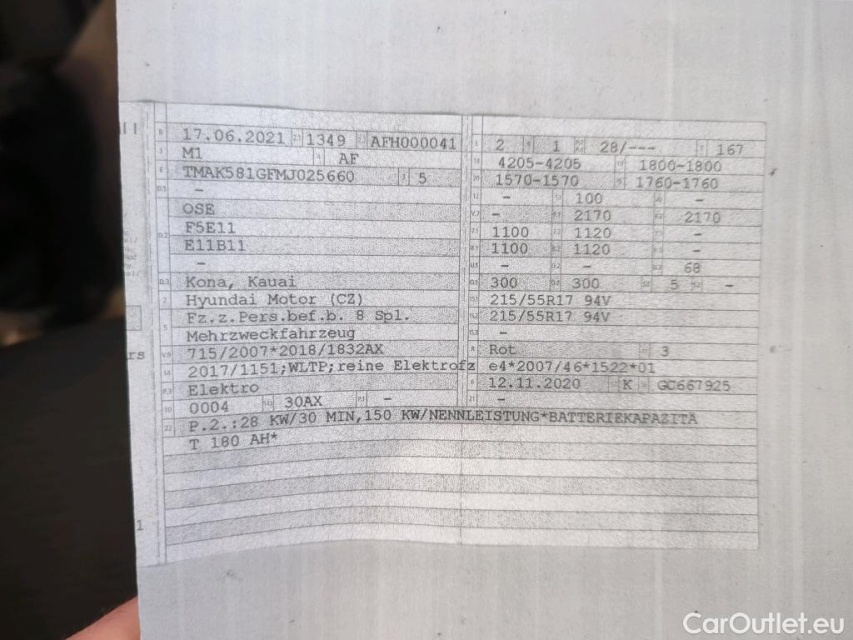 17.06.2021 1349 AFH000041 2 1 28/--- 167
M1 AF 4205-4205 1800-1800
TMAK581GFMJ025660 5 1570-1570 1760-1760
- - 100 -
OSE - 2170 2170
F5E11 1100 1120 -
E11B11 1100 1120 -
- - - 68
Kona, Kauai 300 300 5 -
Hyundai Motor (CZ) 215/55R17 94V
Fz.z.Pers.bef.b. 8 Spl. 215/55R17 94V
Mehrzweckfahrzeug -
715/2007*2018/1832AX Rot 3
2017/1151;WLTP;reine Elektrofz e4*2007/46*1522*01
Elektro 12.11.2020 K GC667925
0004 30AX - -
P.2.:28 KW/30 MIN,150 KW/NENNLEISTUNG*BATTERIEKAPAZITÄ
T 180 AH*
rs
1
CarOutlet.eu